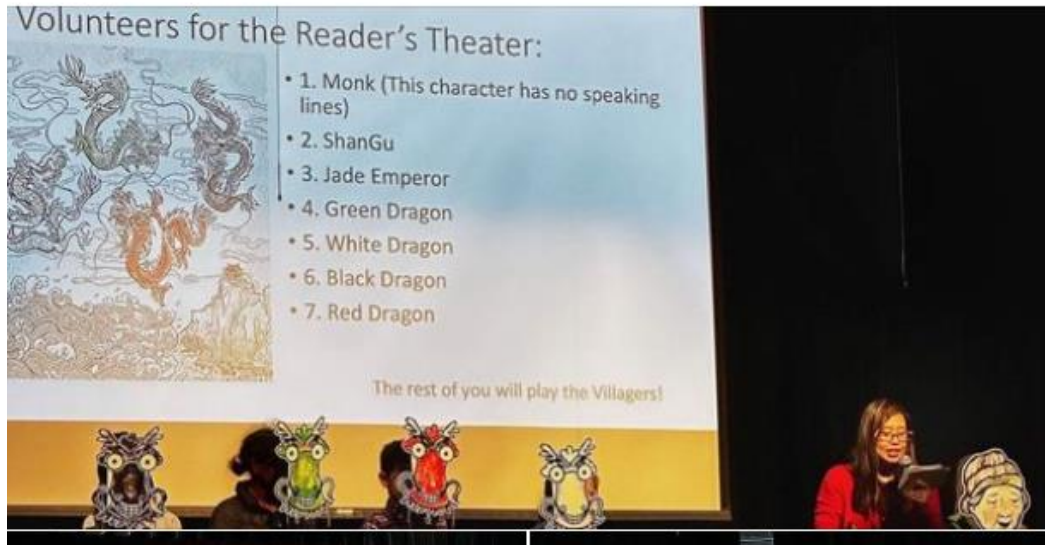 Volunteers for the Reader's Theater:
• 1. Monk (This character has no speaking
lines)
• 2. ShanGu
• 3. Jade Emperor
• 4. Green Dragon
• 5. White Dragon
• 6. Black Dragon
• 7. Red Dragon
The rest of you will play the Villagers!